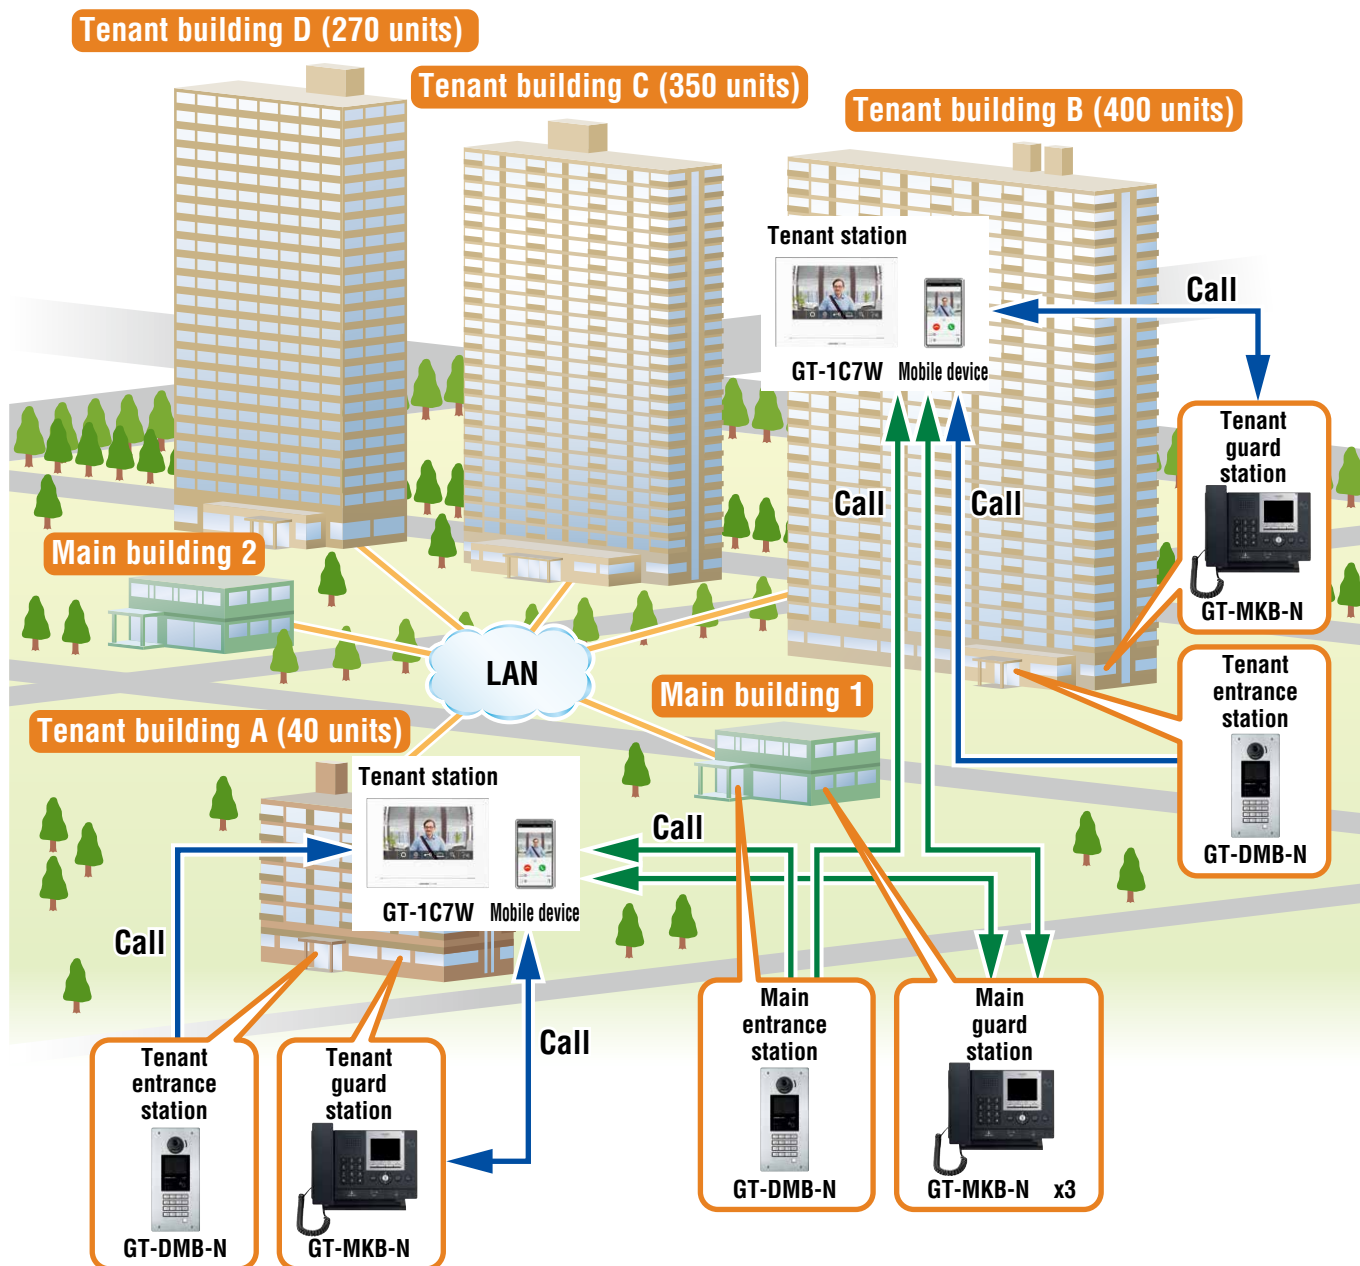 Tenant building D (270 units)
Tenant building C (350 units)
Tenant building B (400 units)
Tenant station
GT-1C7W
Mobile device
Call
Tenant
guard
station
GT-MKB-N
Call
Call
Main building 2
LAN
Tenant
entrance
station
GT-DMB-N
Main building 1
Tenant building A (40 units)
Tenant station
GT-1C7W
Mobile device
Call
Call
Call
Tenant
entrance
station
GT-DMB-N
Tenant
guard
station
GT-MKB-N
Main
entrance
station
GT-DMB-N
Main
guard
station
GT-MKB-N x3